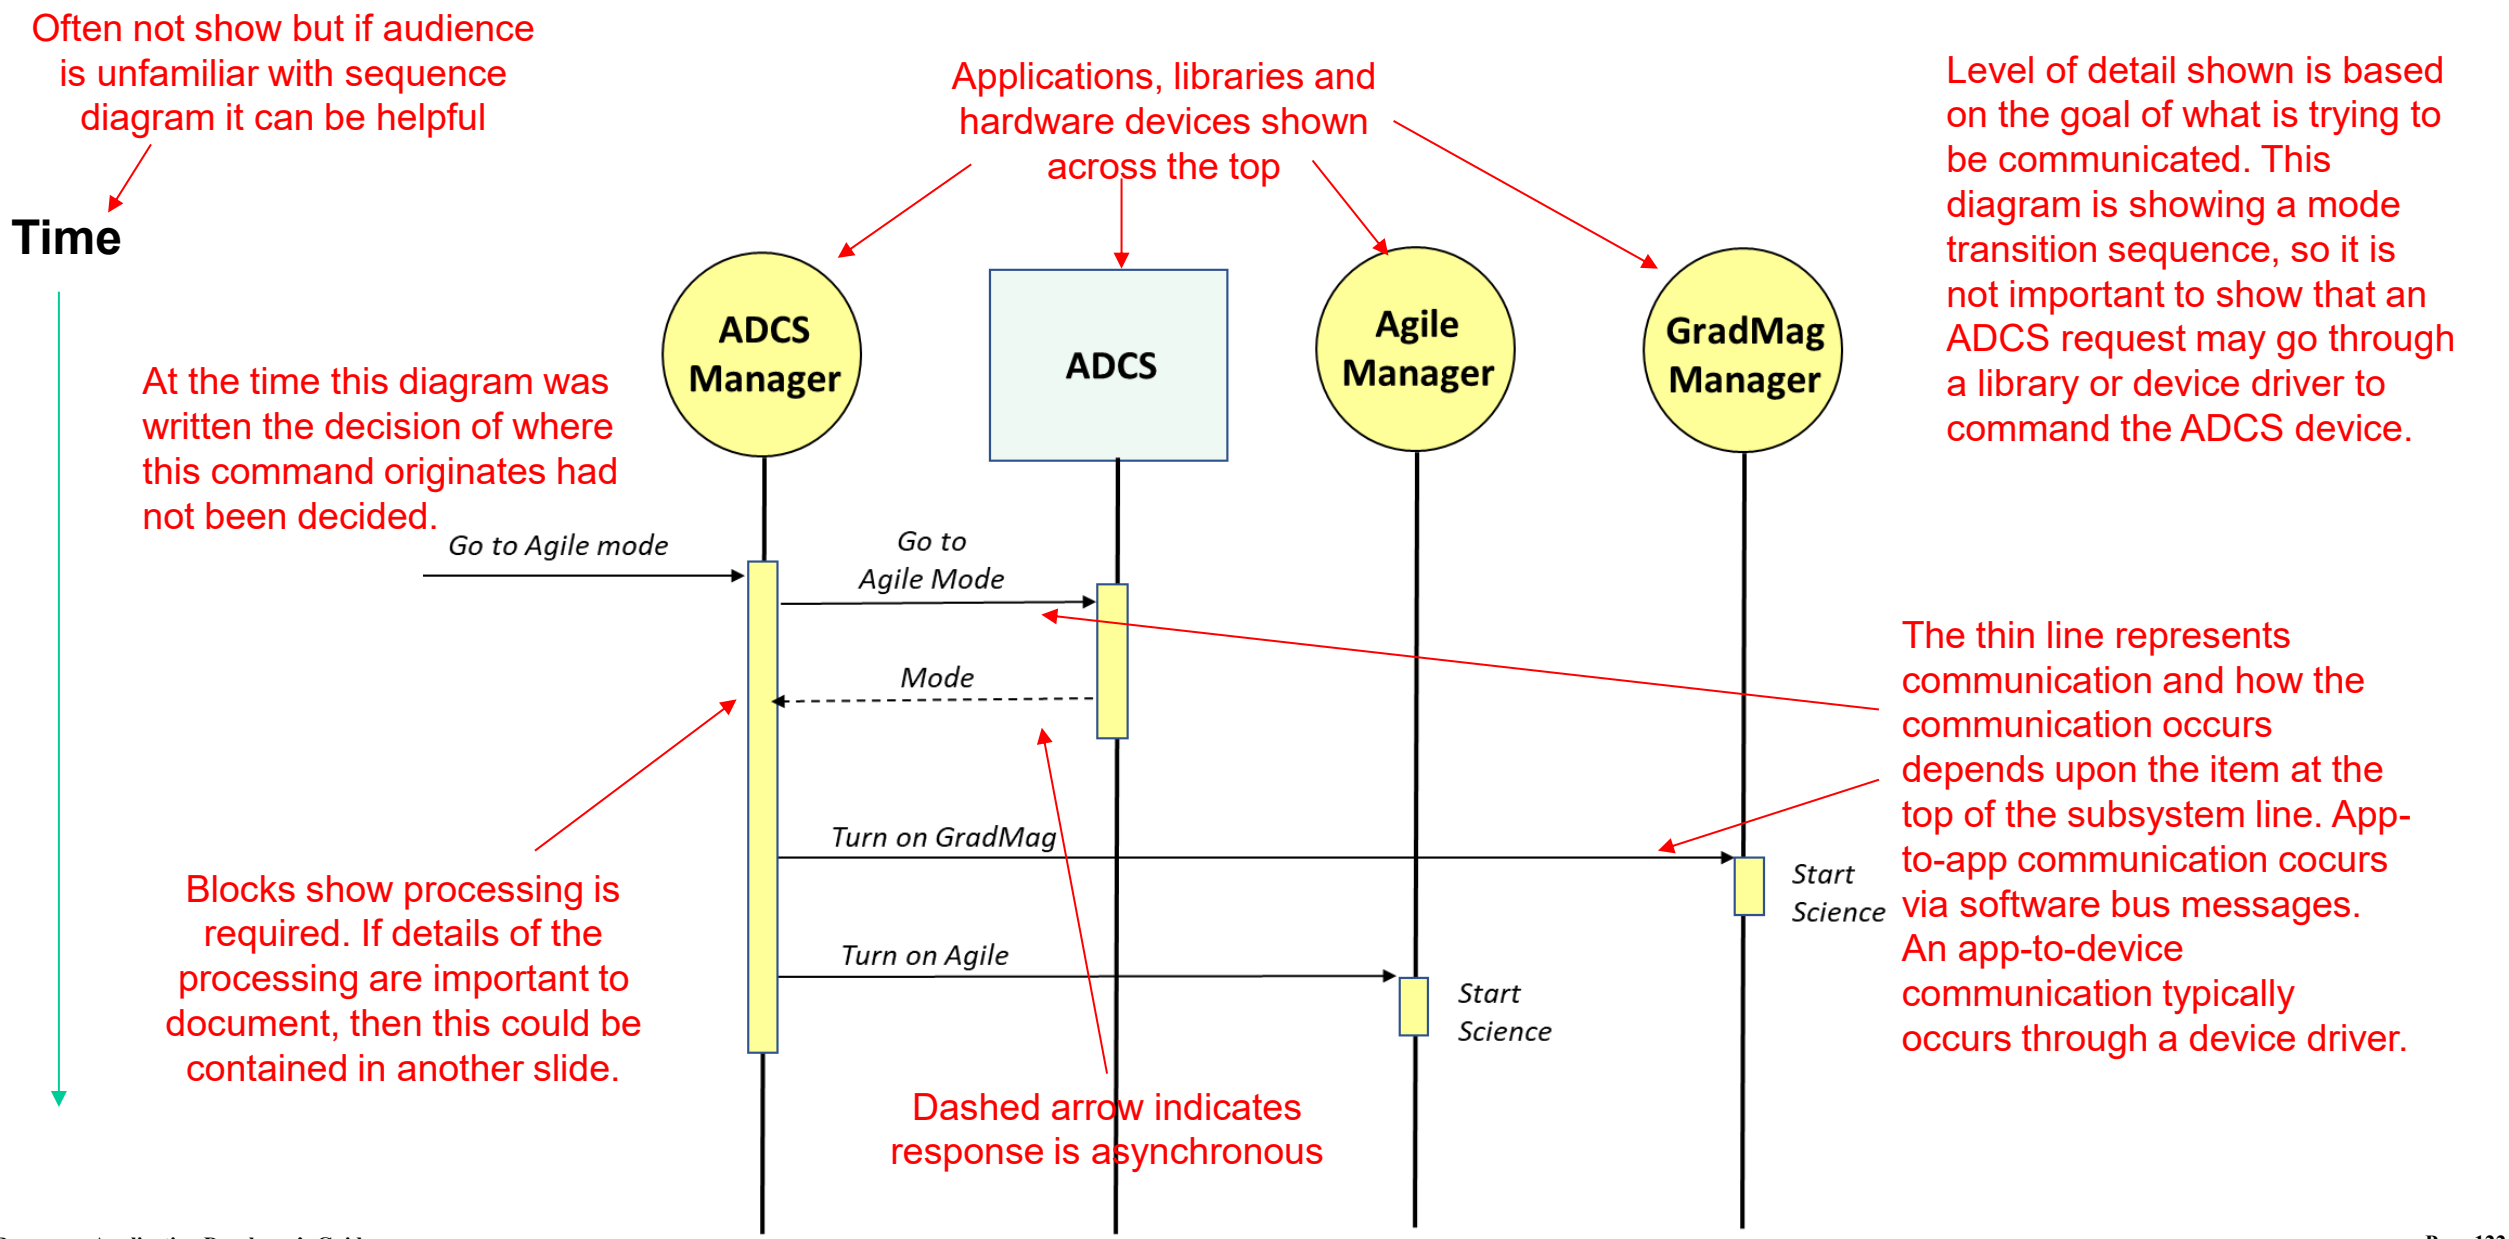 Often not show but if audience
is unfamiliar with sequence
diagram it can be helpful
Time
Applications, libraries and
hardware devices shown
across the top
Level of detail shown is based
on the goal of what is trying to
be communicated. This
diagram is showing a mode
transition sequence, so it is
not important to show that an
ADCS request may go through
a library or device driver to
command the ADCS device.
ADCS
Manager
ADCS
Agile
Manager
GradMag
Manager
At the time this diagram was
written the decision of where
this command originates had
not been decided.
Go to Agile mode
Go to
Agile Mode
Mode
Turn on GradMag
Start
Science
Turn on Agile
Start
Science
The thin line represents
communication and how the
communication occurs
depends upon the item at the
top of the subsystem line. App-
to-app communication cocurs
via software bus messages.
An app-to-device
communication typically
occurs through a device driver.
Blocks show processing is
required. If details of the
processing are important to
document, then this could be
contained in another slide.
Dashed arrow indicates
response is asynchronous